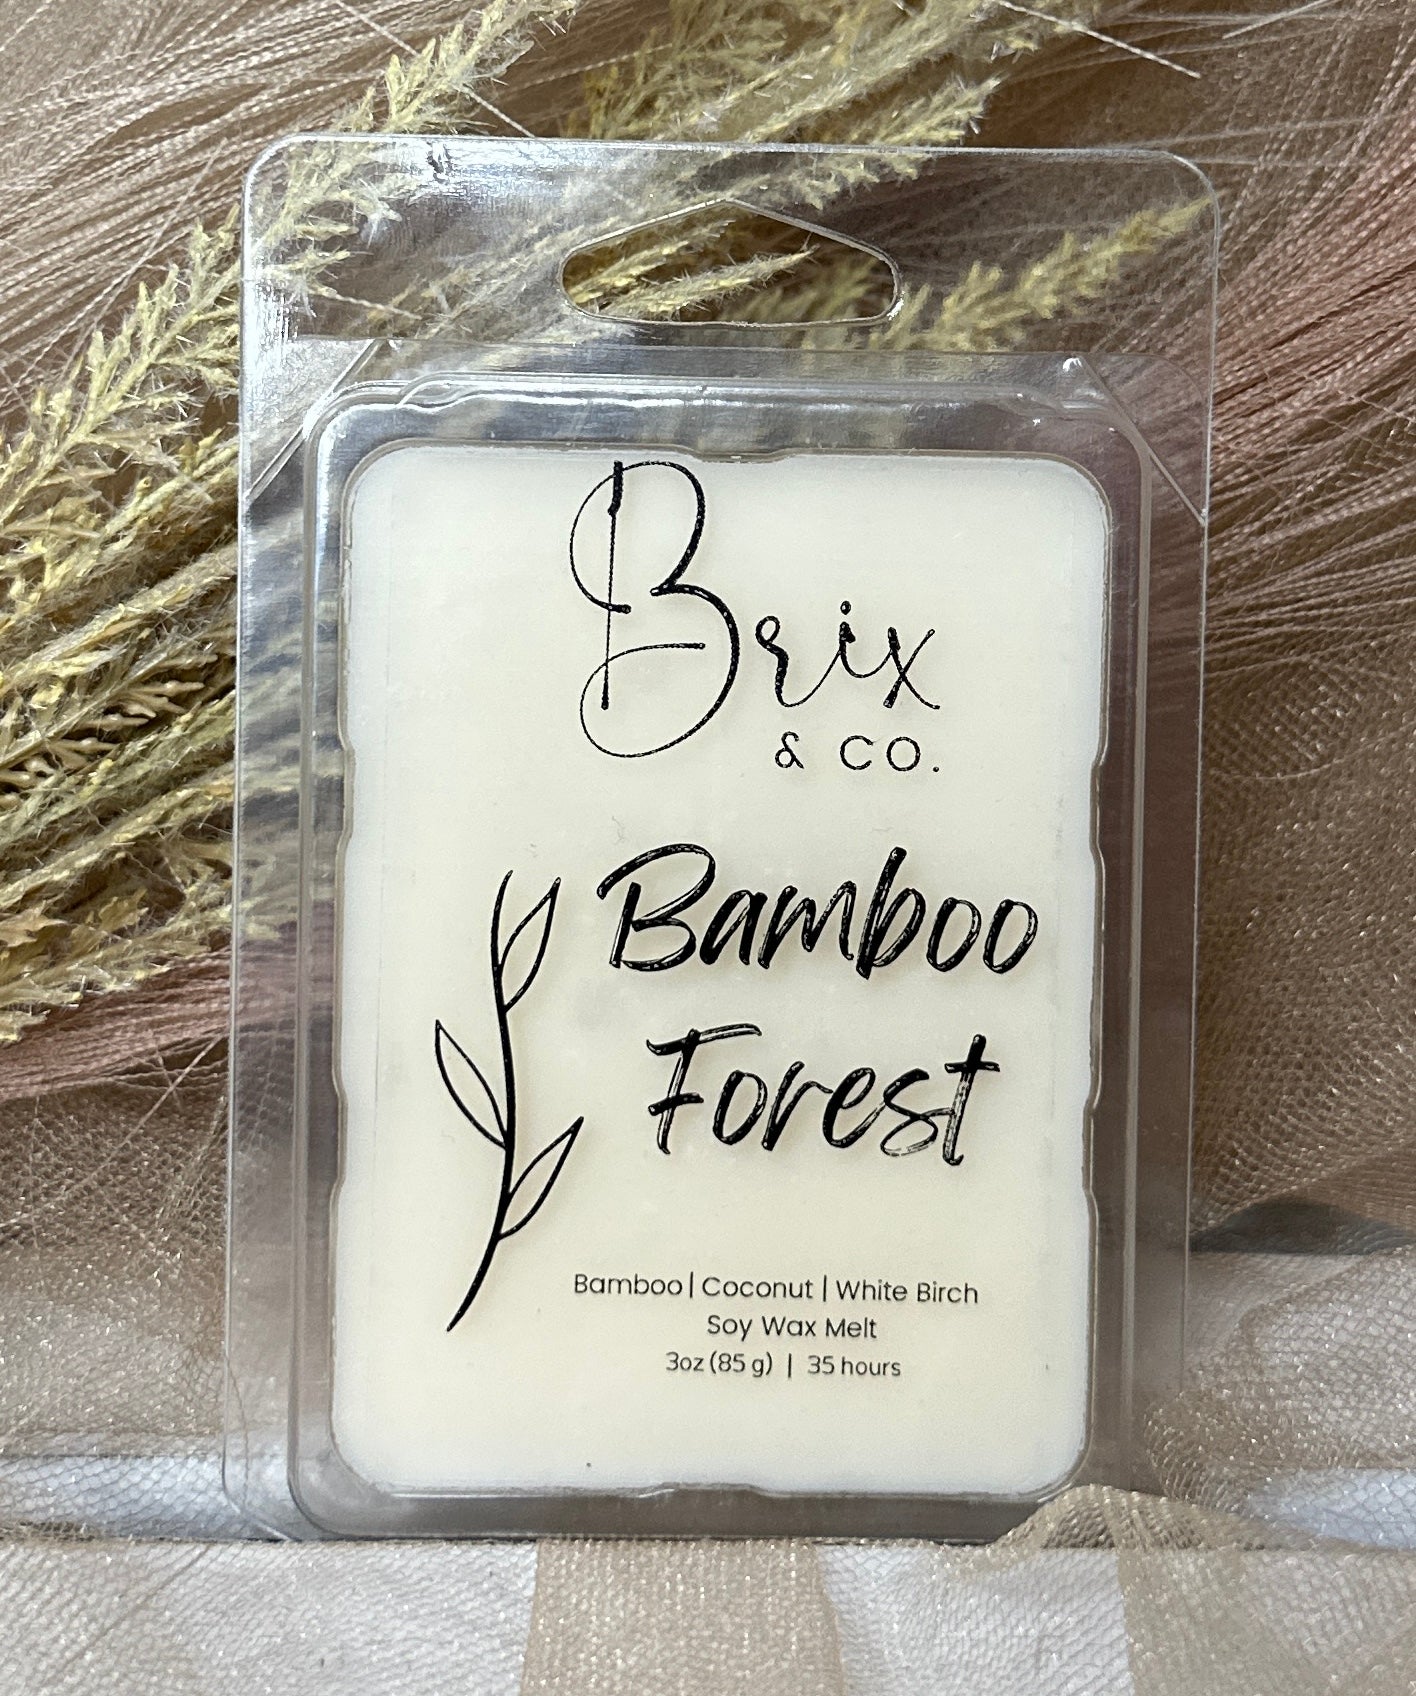 Brix
& CO.
Bamboo
Forest
Bamboo | Coconut | White Birch
Soy Wax Melt
3oz (85 g) | 35 hours